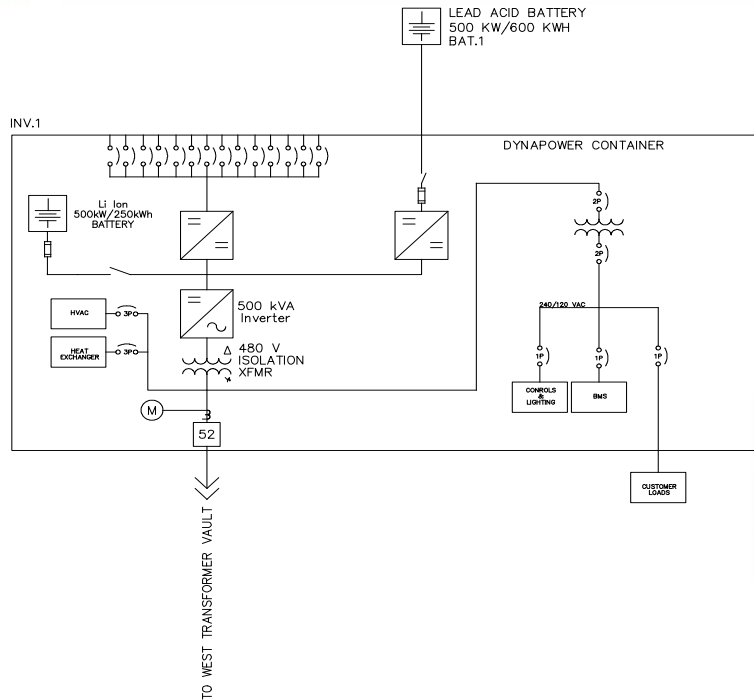 LEAD ACID BATTERY
500 KW/600 KWH
BAT.1
INV.1
DYNAPOWER CONTAINER
Li Ion
500kW/250kWh
BATTERY
2P
2P
240/120 VAC
HVAC
3P
500 kVA
Inverter
HEAT
EXCHANGER
3P
Δ 480 V
ISOLATION
XFMR
Y
1P
1P
1P
CONROLS
&
LIGHTING
BMS
M
52
CUSTOMER
LOADS
TO WEST TRANSFORMER VAULT